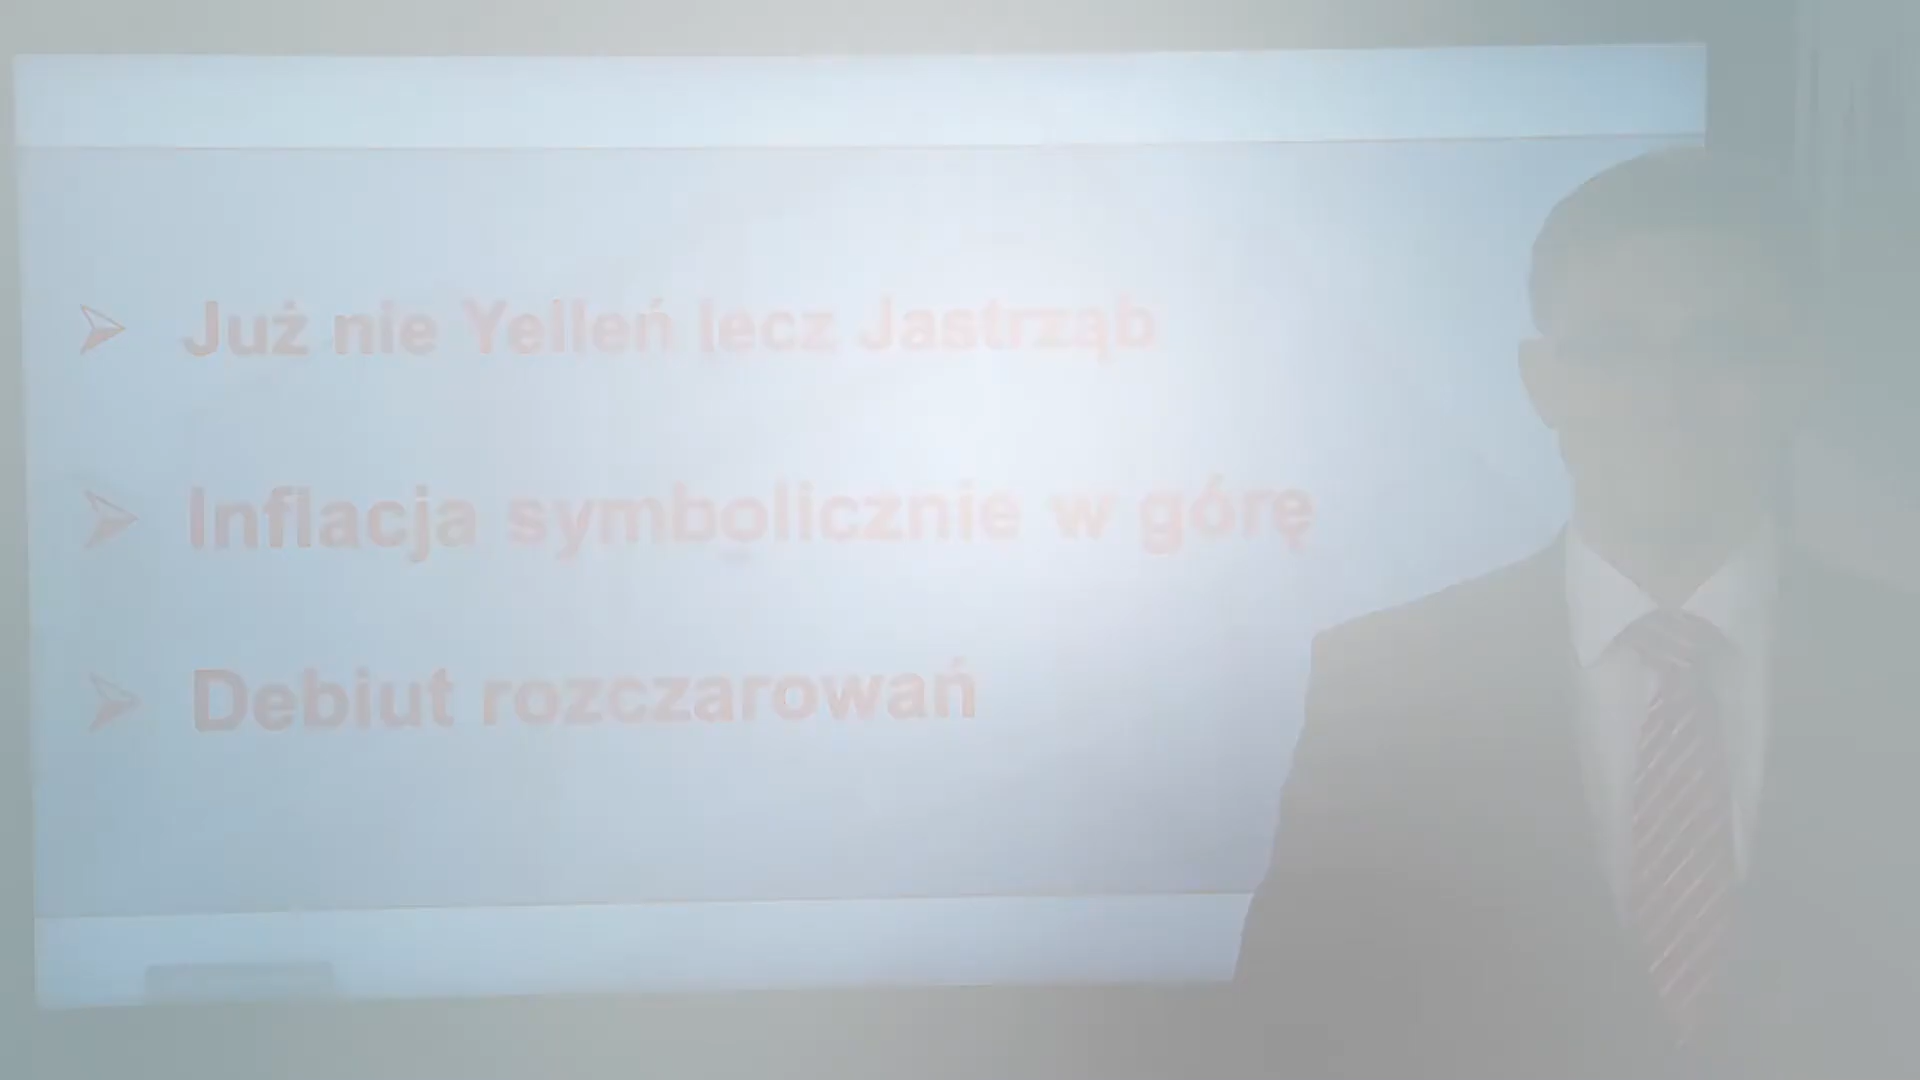 Już nie Yelleń lecz Jastrząb
Inflacja symbolicznie w górę
Debiut rozczarowań